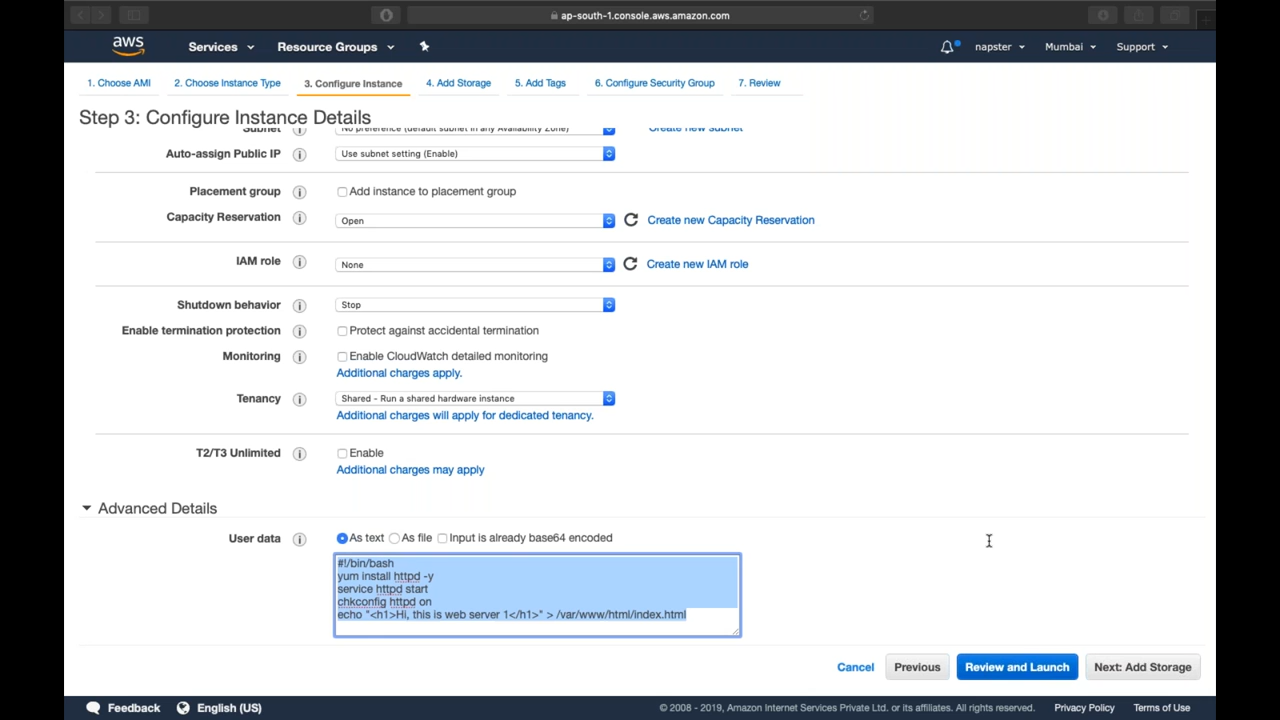 ap-south-1.console.aws.amazon.com
aws Services Resource Groups napster Mumbai Support
1. Choose AMI 2. Choose Instance Type 3. Configure Instance 4. Add Storage 5. Add Tags 6. Configure Security Group 7. Review
Step 3: Configure Instance Details
Subnet No preference (default subnet in any Availability Zone) Create new subnet
Auto-assign Public IP Use subnet setting (Enable)
Placement group Add instance to placement group
Capacity Reservation Open Create new Capacity Reservation
IAM role None Create new IAM role
Shutdown behavior Stop
Enable termination protection Protect against accidental termination
Monitoring Enable CloudWatch detailed monitoring
Additional charges apply.
Tenancy Shared - Run a shared hardware instance
Additional charges will apply for dedicated tenancy.
T2/T3 Unlimited Enable
Additional charges may apply
Advanced Details
User data As text As file Input is already base64 encoded
#!/bin/bash
yum install httpd -y
service httpd start
chkconfig httpd on
echo "<h1>Hi, this is web server 1</h1>" > /var/www/html/index.html
Cancel Previous Review and Launch Next: Add Storage
Feedback English (US) © 2008 - 2019, Amazon Internet Services Private Ltd. or its affiliates. All rights reserved. Privacy Policy Terms of Use